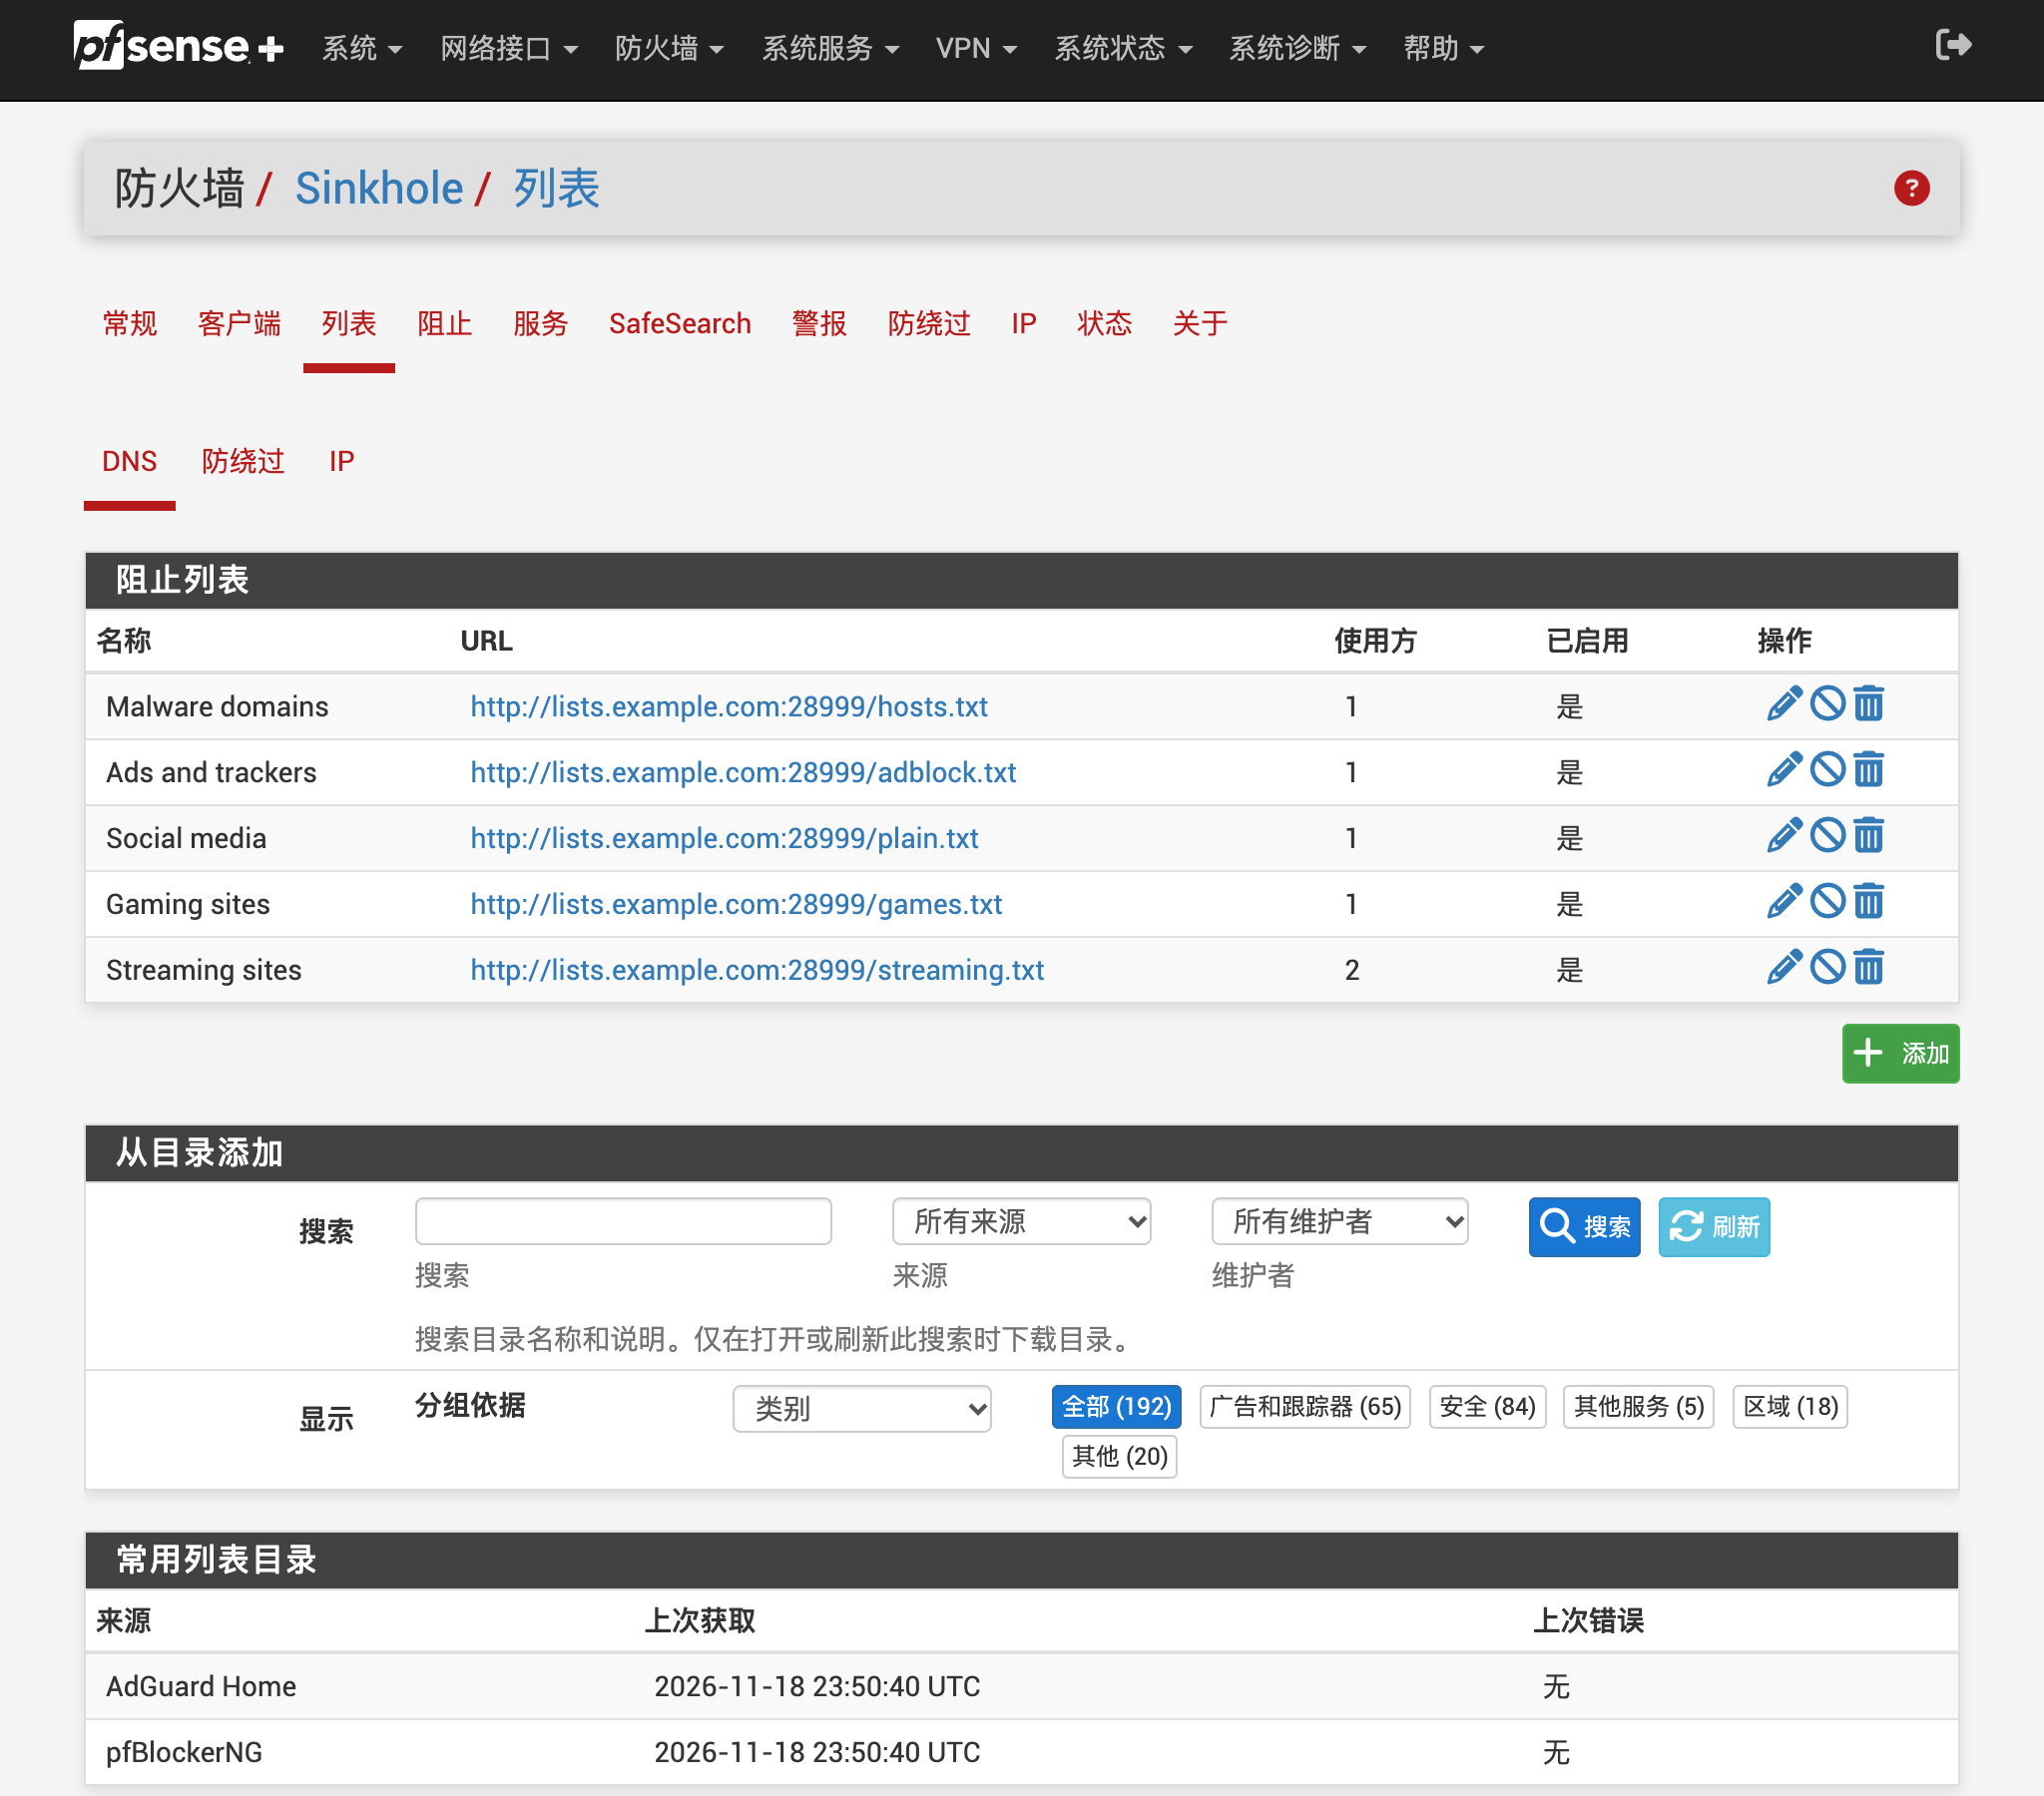 pfsense+ 系统 网络接口 防火墙 系统服务 VPN 系统状态 系统诊断 帮助
防火墙 / Sinkhole / 列表
常规 客户端 列表 阻止 服务 SafeSearch 警报 防绕过 IP 状态 关于
DNS 防绕过 IP
阻止列表
名称 URL 使用方 已启用 操作
Malware domains http://lists.example.com:28999/hosts.txt 1 是
Ads and trackers http://lists.example.com:28999/adblock.txt 1 是
Social media http://lists.example.com:28999/plain.txt 1 是
Gaming sites http://lists.example.com:28999/games.txt 1 是
Streaming sites http://lists.example.com:28999/streaming.txt 2 是
添加
从目录添加
搜索 所有来源 所有维护者 搜索 刷新
搜索 来源 维护者
搜索目录名称和说明。仅在打开或刷新此搜索时下载目录。
显示 分组依据 类别 全部 (192) 广告和跟踪器 (65) 安全 (84) 其他服务 (5) 区域 (18)
其他 (20)
常用列表目录
来源 上次获取 上次错误
AdGuard Home 2026-11-18 23:50:40 UTC 无
pfBlockerNG 2026-11-18 23:50:40 UTC 无